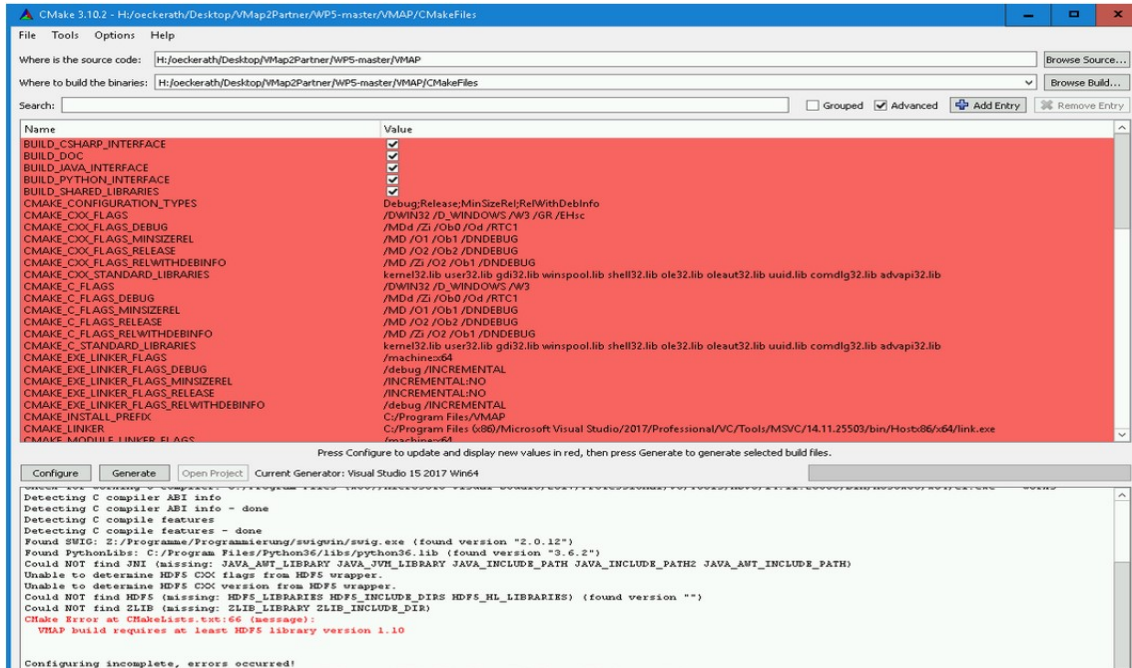 CMake 3.10.2 - H:/oeckerath/Desktop/VMap2Partner/WP5-master/VMAP/CMakeFiles
File Tools Options Help
Where is the source code: H:/oeckerath/Desktop/VMap2Partner/WP5-master/VMAP Browse Source...
Where to build the binaries: H:/oeckerath/Desktop/VMap2Partner/WP5-master/VMAP/CMakeFiles Browse Build...
Search: Grouped Advanced Add Entry Remove Entry
Name Value
BUILD_CSHARP_INTERFACE
BUILD_DOC
BUILD_JAVA_INTERFACE
BUILD_PYTHON_INTERFACE
BUILD_SHARED_LIBRARIES
CMAKE_CONFIGURATION_TYPES Debug;Release;MinSizeRel;RelWithDebInfo
CMAKE_CXX_FLAGS /DWIN32 /D_WINDOWS /W3 /GR /EHsc
CMAKE_CXX_FLAGS_DEBUG /MDd /Zi /Ob0 /Od /RTC1
CMAKE_CXX_FLAGS_MINSIZEREL /MD /O1 /Ob1 /DNDEBUG
CMAKE_CXX_FLAGS_RELEASE /MD /O2 /Ob2 /DNDEBUG
CMAKE_CXX_FLAGS_RELWITHDEBINFO /MD /Zi /O2 /Ob1 /DNDEBUG
CMAKE_CXX_STANDARD_LIBRARIES kernel32.lib user32.lib gdi32.lib winspool.lib shell32.lib ole32.lib oleaut32.lib uuid.lib comdlg32.lib advapi32.lib
CMAKE_C_FLAGS /DWIN32 /D_WINDOWS /W3
CMAKE_C_FLAGS_DEBUG /MDd /Zi /Ob0 /Od /RTC1
CMAKE_C_FLAGS_MINSIZEREL /MD /O1 /Ob1 /DNDEBUG
CMAKE_C_FLAGS_RELEASE /MD /O2 /Ob2 /DNDEBUG
CMAKE_C_FLAGS_RELWITHDEBINFO /MD /Zi /O2 /Ob1 /DNDEBUG
CMAKE_C_STANDARD_LIBRARIES kernel32.lib user32.lib gdi32.lib winspool.lib shell32.lib ole32.lib oleaut32.lib uuid.lib comdlg32.lib advapi32.lib
CMAKE_EXE_LINKER_FLAGS /machine:x64
CMAKE_EXE_LINKER_FLAGS_DEBUG /debug /INCREMENTAL
CMAKE_EXE_LINKER_FLAGS_MINSIZEREL /INCREMENTAL:NO
CMAKE_EXE_LINKER_FLAGS_RELEASE /INCREMENTAL:NO
CMAKE_EXE_LINKER_FLAGS_RELWITHDEBINFO /debug /INCREMENTAL
CMAKE_INSTALL_PREFIX C:/Program Files/VMAP
CMAKE_LINKER C:/Program Files (x86)/Microsoft Visual Studio/2017/Professional/VC/Tools/MSVC/14.11.25503/bin/Hostx86/x64/link.exe
CMAKE_MODULE_LINKER_FLAGS /machine:x64
Press Configure to update and display new values in red, then press Generate to generate selected build files.
Configure Generate Open Project Current Generator: Visual Studio 15 2017 Win64
Detecting C compiler ABI info
Detecting C compiler ABI info - done
Detecting C compile features
Detecting C compile features - done
Found SWIG: Z:/Programme/Programmierung/swigwin/swig.exe (found version "2.0.12")
Found PythonLibs: C:/Program Files/Python36/libs/python36.lib (found version "3.6.2")
Could NOT find JNI (missing: JAVA_AWT_LIBRARY JAVA_JVM_LIBRARY JAVA_INCLUDE_PATH JAVA_INCLUDE_PATH2 JAVA_AWT_INCLUDE_PATH)
Unable to determine HDF5 CXX flags from HDF5 wrapper.
Unable to determine HDF5 CXX version from HDF5 wrapper.
Could NOT find HDF5 (missing: HDF5_LIBRARIES HDF5_INCLUDE_DIRS HDF5_HL_LIBRARIES) (found version "")
Could NOT find ZLIB (missing: ZLIB_LIBRARY ZLIB_INCLUDE_DIR)
CMake Error at CMakeLists.txt:66 (message):
VMAP build requires at least HDF5 library version 1.10
Configuring incomplete, errors occurred!